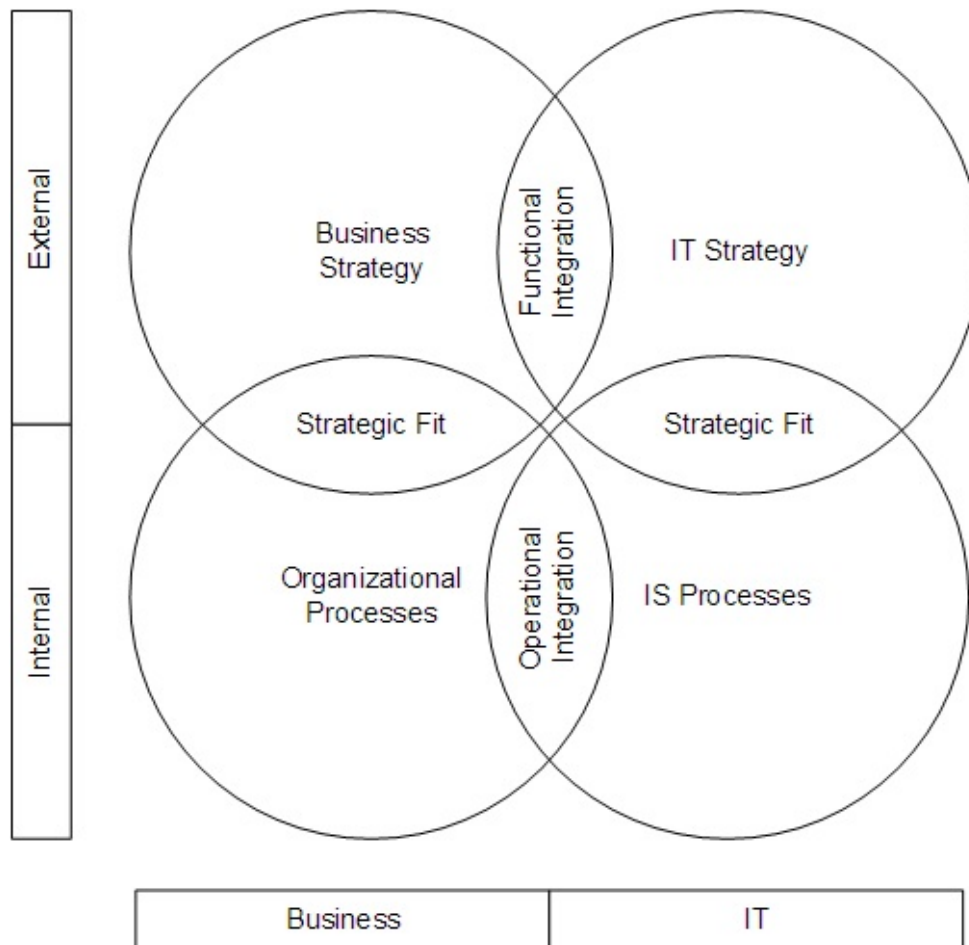 External
Business
Strategy
Functional
Integration
IT Strategy
Strategic Fit
Strategic Fit
Internal
Organizational
Processes
Operational
Integration
IS Processes
Business
IT